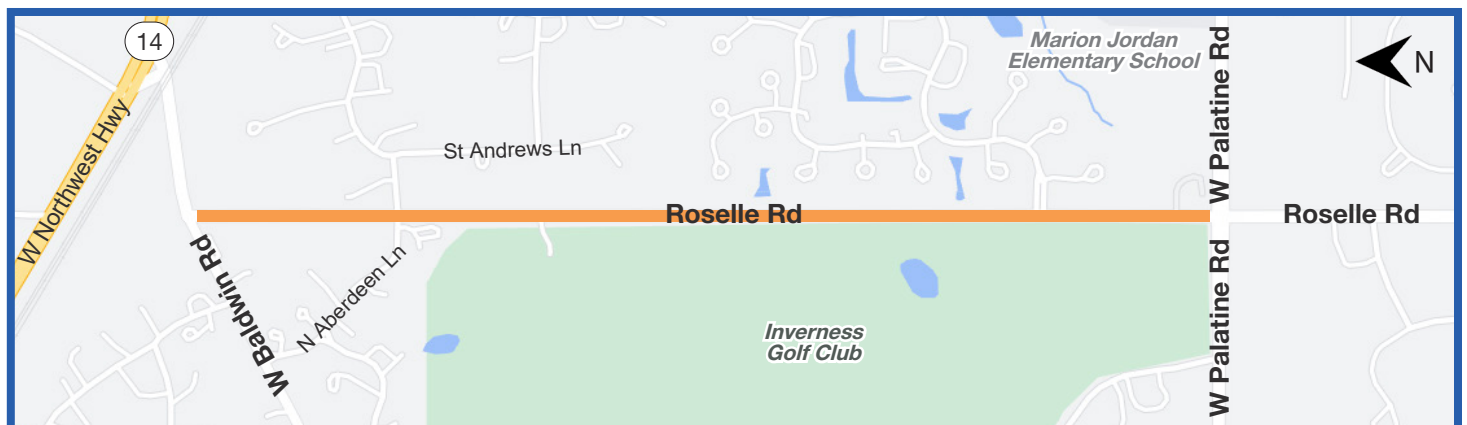 14
Marion Jordan
Elementary School
W Palatine Rd
N
W Northwest Hwy
St Andrews Ln
Roselle Rd
Roselle Rd
W Baldwin Rd
N Aberdeen Ln
W Palatine Rd
Inverness
Golf Club